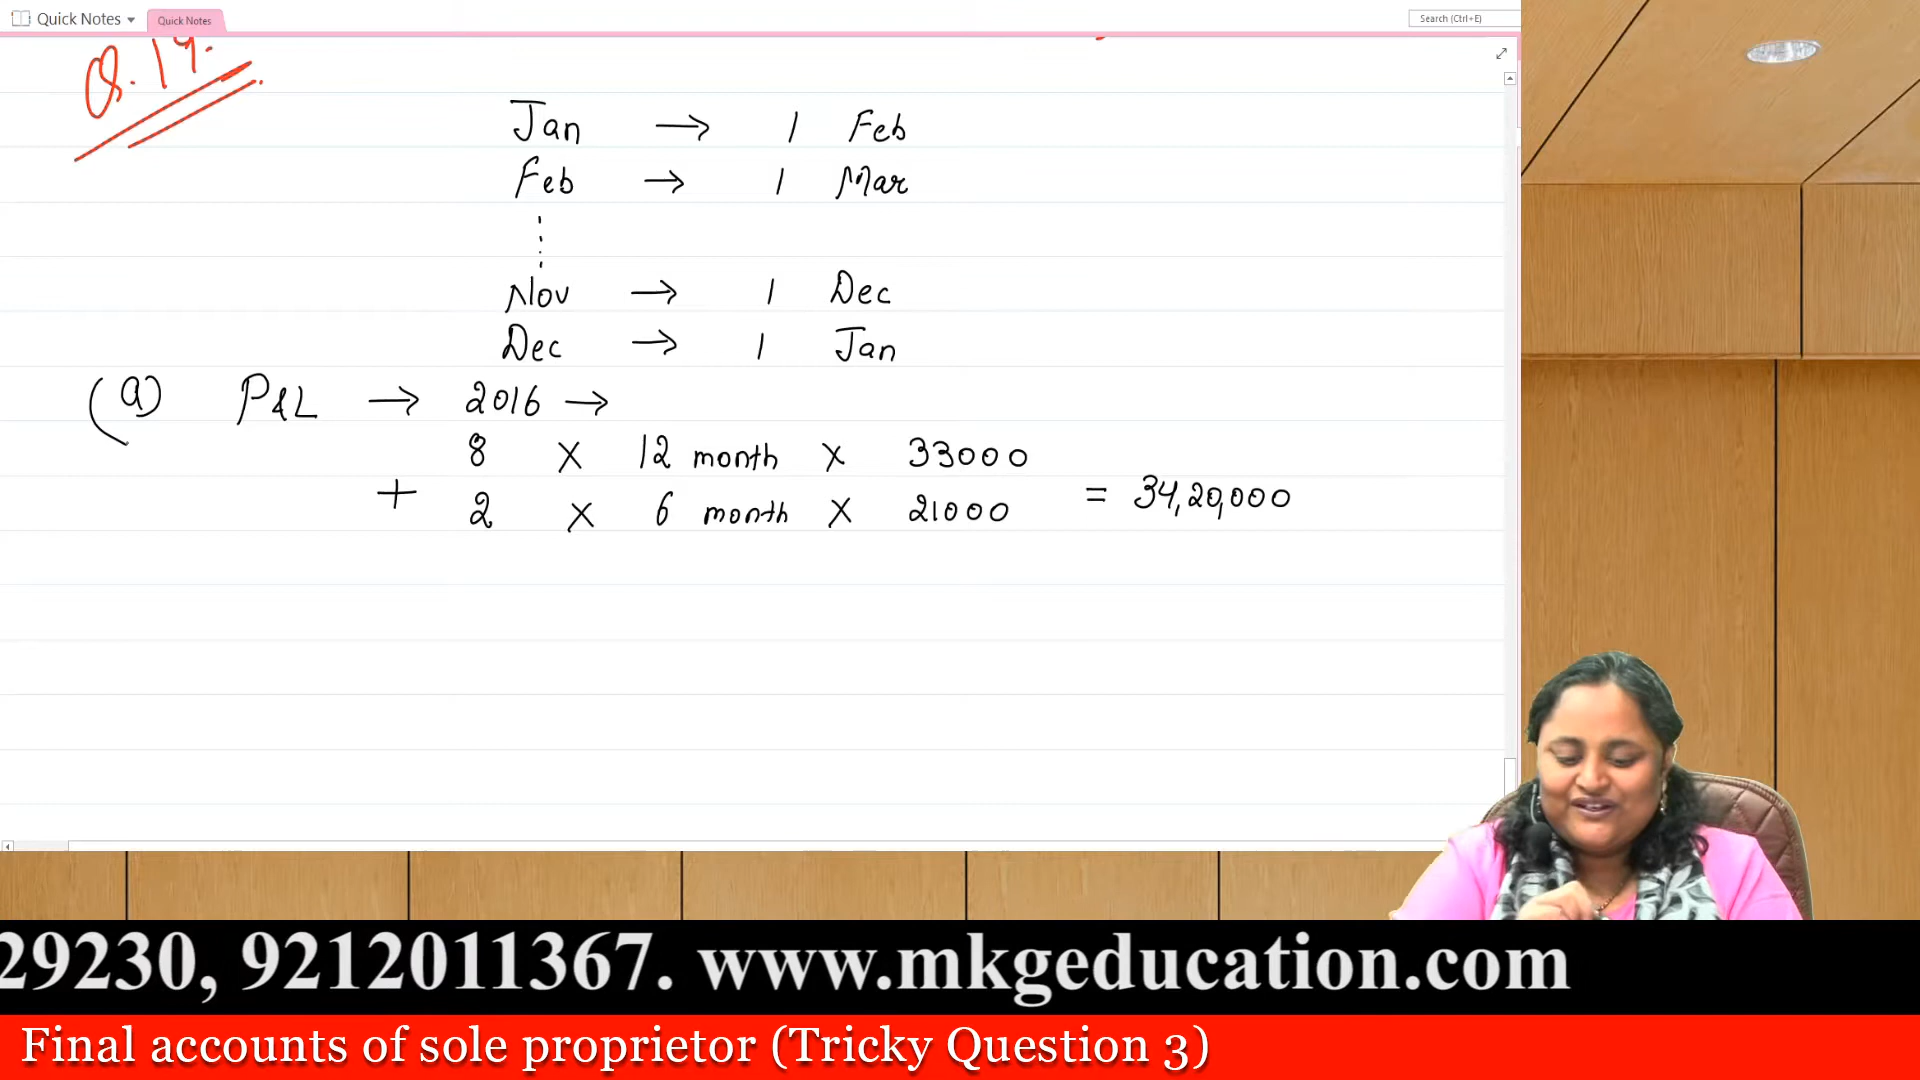 Quick Notes
Quick Notes
Search (Ctrl+E)
Q. 14.
Jan → 1 Feb
Feb → 1 Mar
Nov → 1 Dec
Dec → 1 Jan
(a) P&L → 2016 →
8 X 12 month X 33000
+ 2 X 6 month X 21000 = 34,20,000
29230, 9212011367. www.mkgeducation.com
Final accounts of sole proprietor (Tricky Question 3)